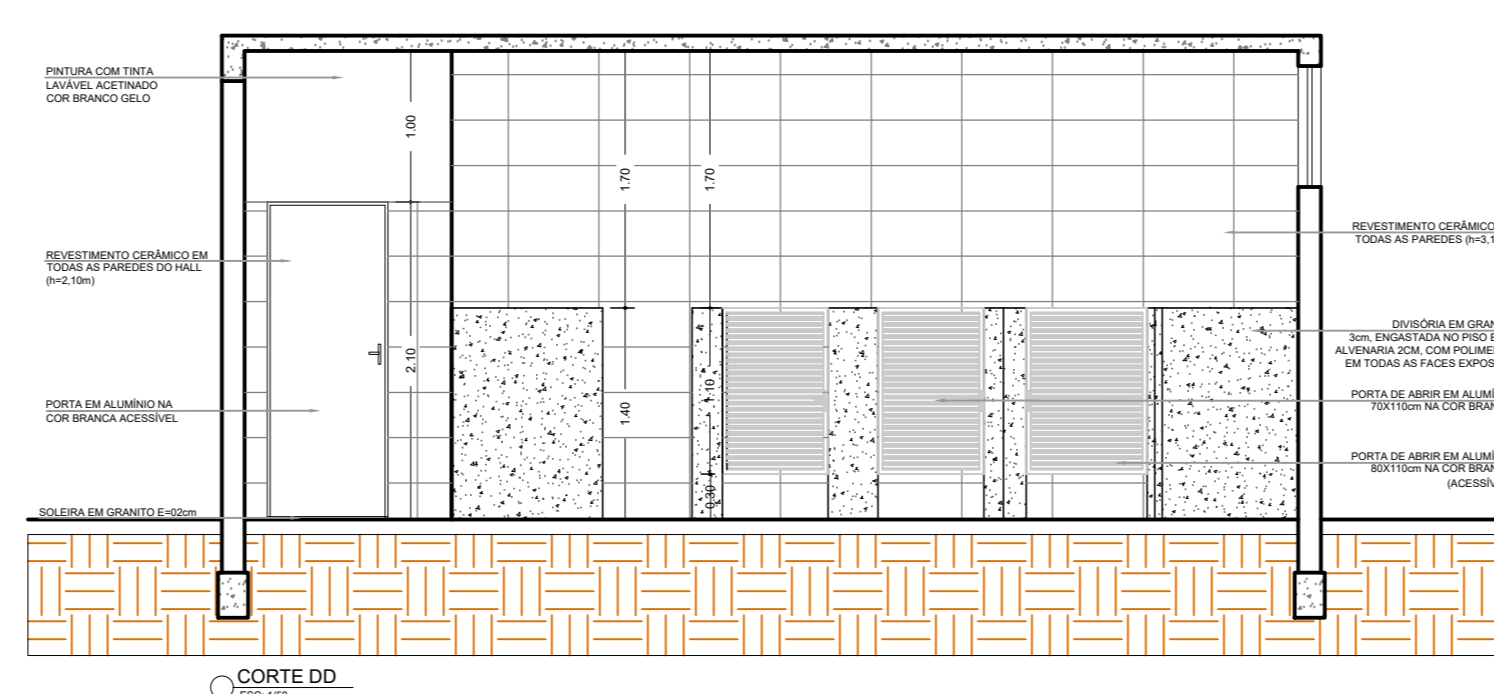 PINTURA COM TINTA
LAVÁVEL ACETINADO
COR BRANCO GELO
1.00
1.70
1.70
REVESTIMENTO CERÂMICO
TODAS AS PAREDES (h=3,1
REVESTIMENTO CERÂMICO EM
TODAS AS PAREDES DO HALL
(h=2,10m)
DIVISÓRIA EM GRAN
3cm, ENGASTADA NO PISO E
ALVENARIA 2CM, COM POLIME
EM TODAS AS FACES EXPOS
2.10
1.10
1.40
PORTA EM ALUMÍNIO NA
COR BRANCA ACESSÍVEL
PORTA DE ABRIR EM ALUMÍ
70X110cm NA COR BRAN
PORTA DE ABRIR EM ALUMÍ
80X110cm NA COR BRAN
(ACESSÍV
0.30
SOLEIRA EM GRANITO E=02cm
CORTE DD